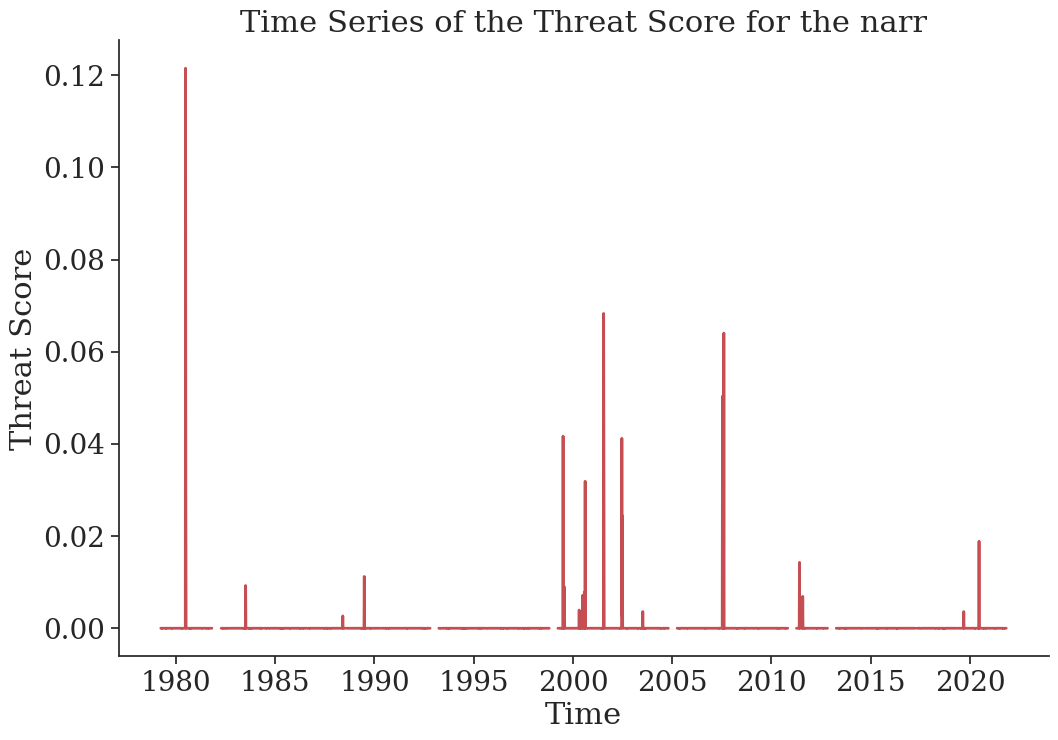 Time Series of the Threat Score for the narr
Threat Score
0.12
0.10
0.08
0.06
0.04
0.02
0.00
1980 1985 1990 1995 2000 2005 2010 2015 2020
Time